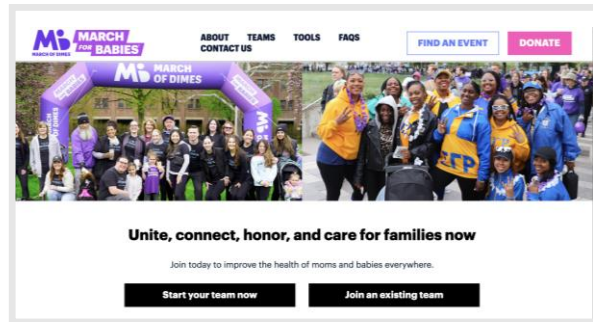 MARCH OF DIMES
MARCH
FOR BABIES
ABOUT TEAMS TOOLS FAQS
CONTACT US
FIND AN EVENT
DONATE
MARCH
OF DIMES
Unite, connect, honor, and care for families now
Join today to improve the health of moms and babies everywhere.
Start your team now
Join an existing team